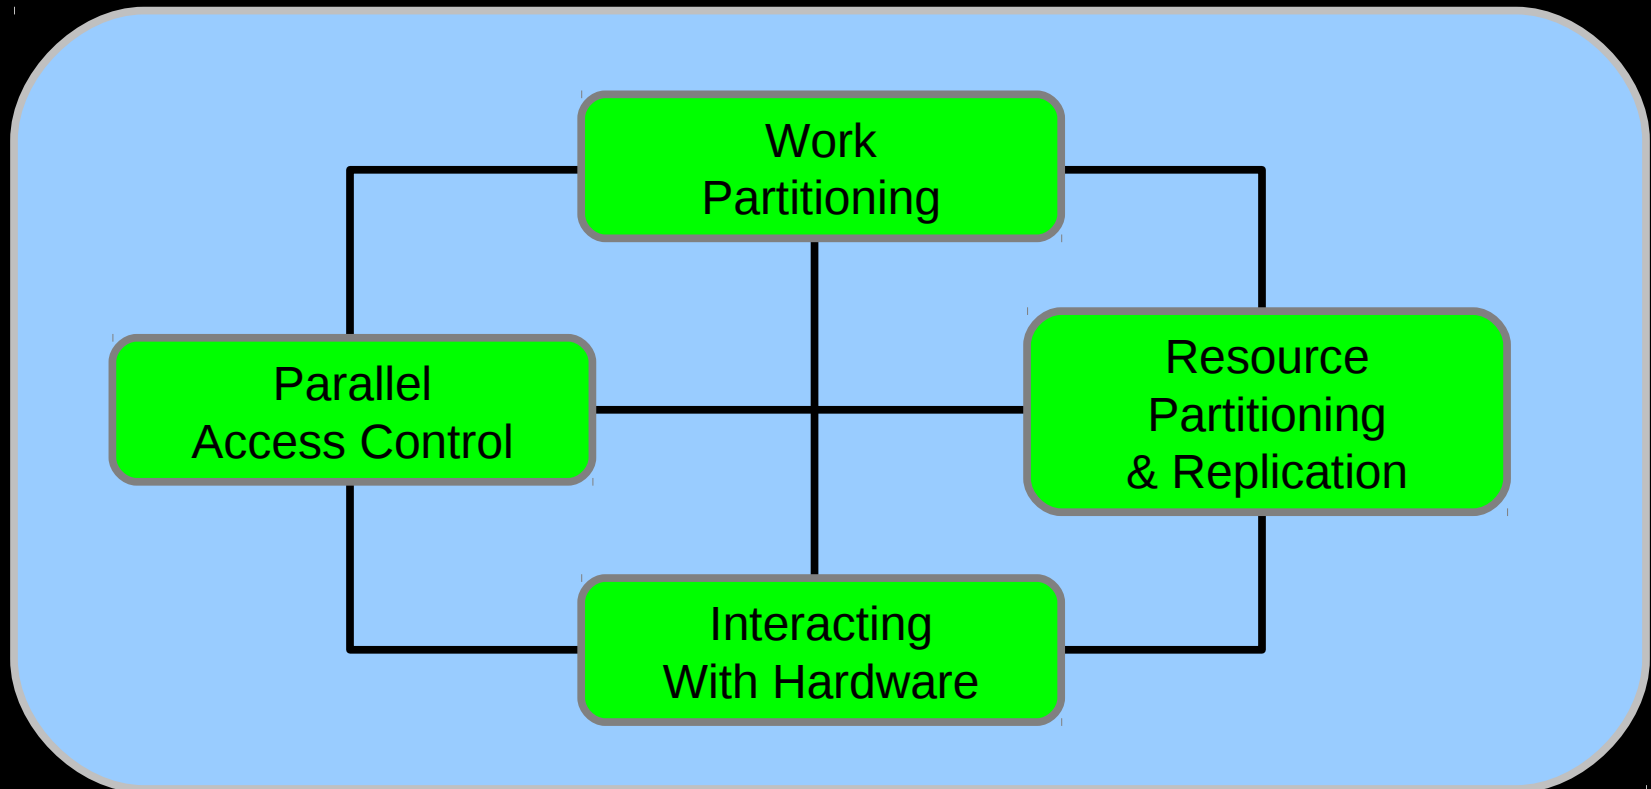 Work
Partitioning
Parallel
Access Control
Resource
Partitioning
& Replication
Interacting
With Hardware